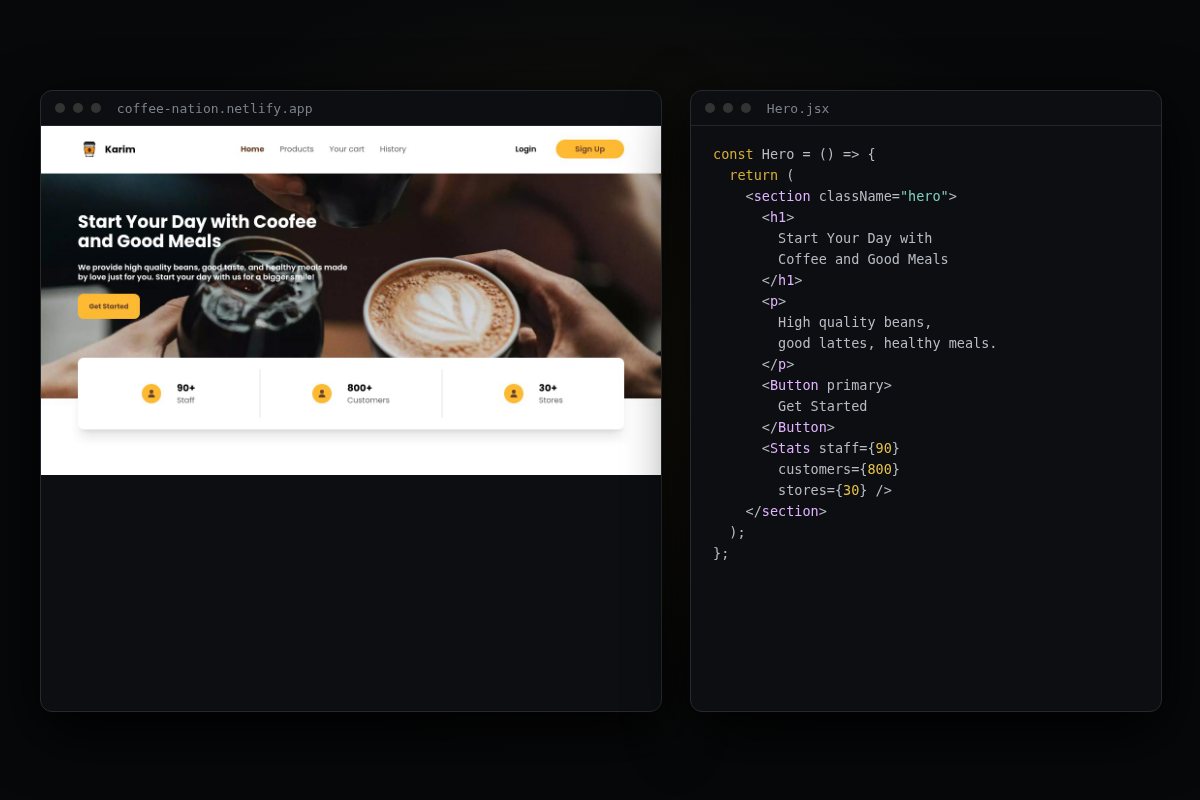 coffee-nation.netlify.app
Karim
Home Products Your cart History
Login
Sign Up
Start Your Day with Coofee
and Good Meals
We provide high quality beans, good taste, and healthy meals made
by love just for you. Start your day with us for a bigger smile!
Get Started
90+
Staff
800+
Customers
30+
Stores
Hero.jsx
const Hero = () => {
  return (
    <section className="hero">
      <h1>
        Start Your Day with
        Coffee and Good Meals
      </h1>
      <p>
        High quality beans,
        good lattes, healthy meals.
      </p>
      <Button primary>
        Get Started
      </Button>
      <Stats staff={90}
        customers={800}
        stores={30} />
    </section>
  );
};